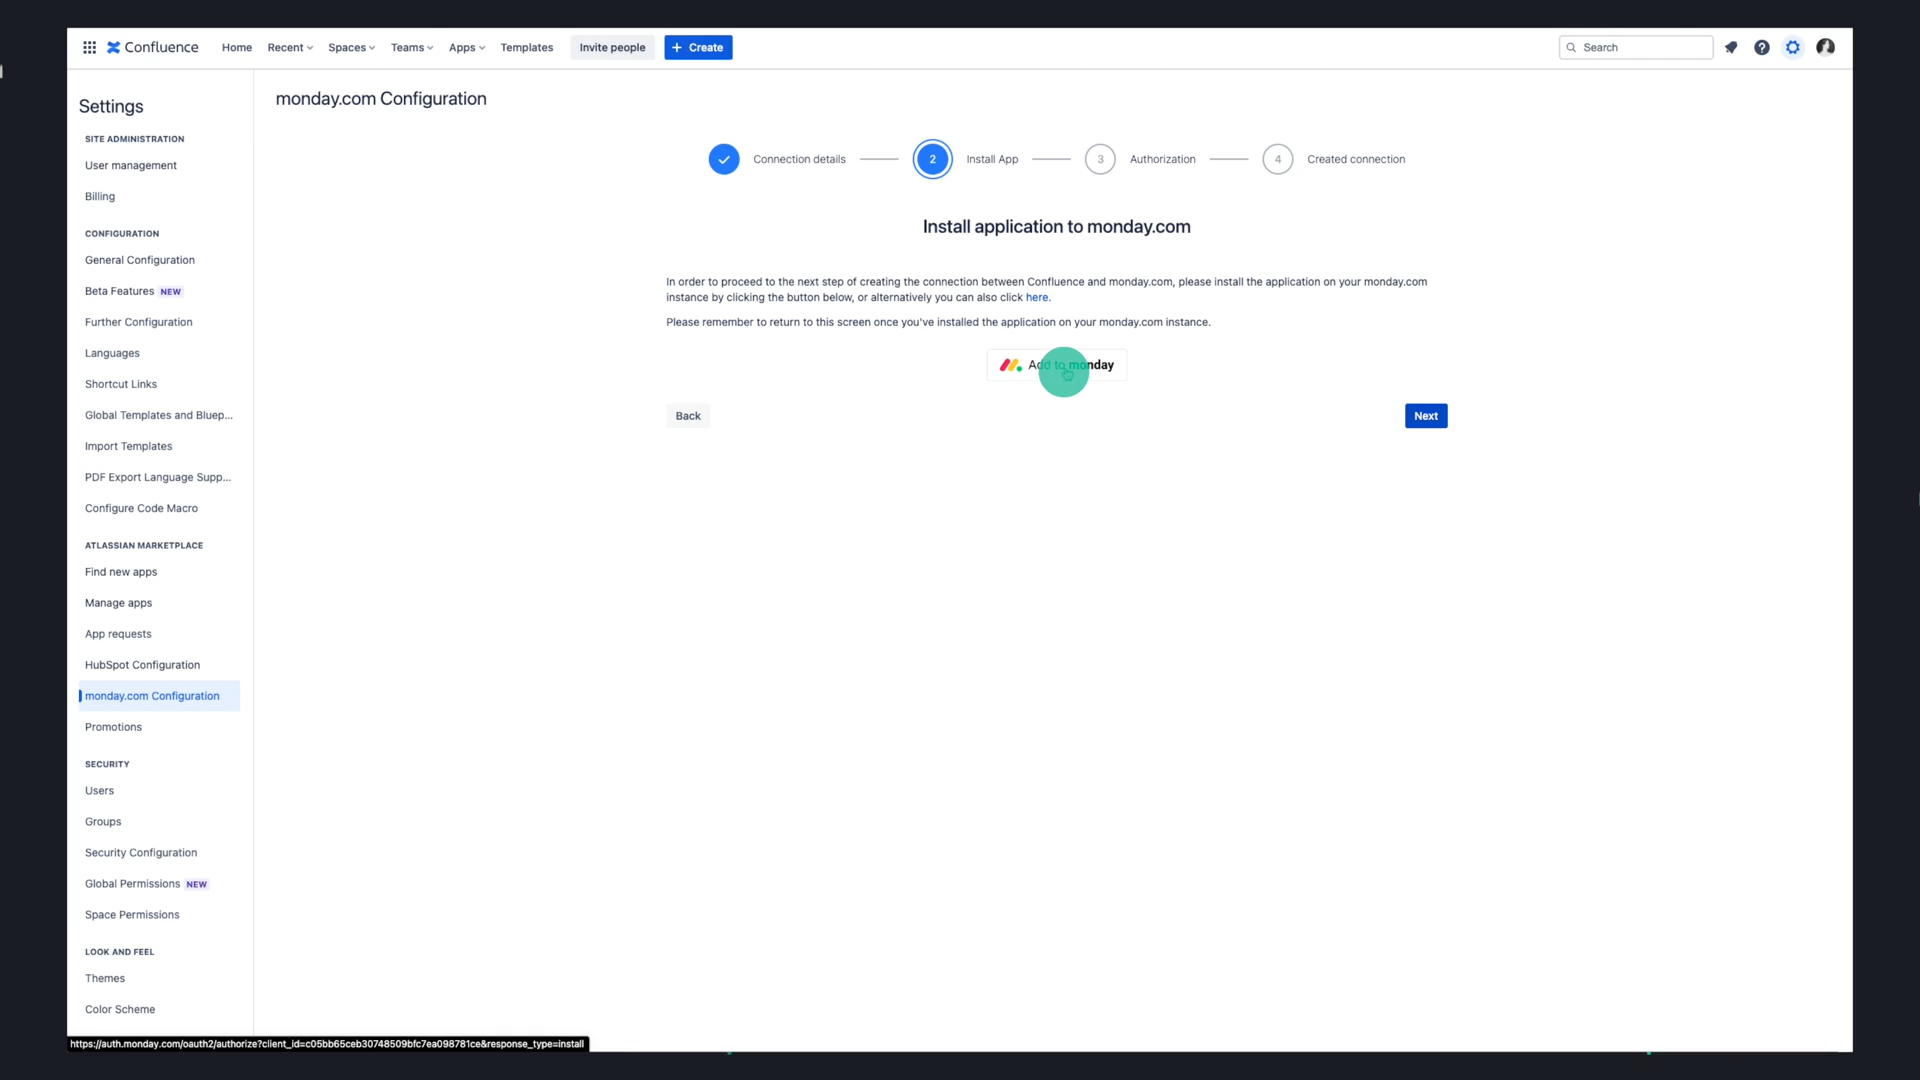 Confluence
Home
Recent
Spaces
Teams
Apps
Templates
Invite people
+ Create
Search
Settings
SITE ADMINISTRATION
User management
Billing
CONFIGURATION
General Configuration
Beta Features NEW
Further Configuration
Languages
Shortcut Links
Global Templates and Bluep...
Import Templates
PDF Export Language Supp...
Configure Code Macro
ATLASSIAN MARKETPLACE
Find new apps
Manage apps
App requests
HubSpot Configuration
monday.com Configuration
Promotions
SECURITY
Users
Groups
Security Configuration
Global Permissions NEW
Space Permissions
LOOK AND FEEL
Themes
Color Scheme
monday.com Configuration
Connection details
2 Install App
3 Authorization
4 Created connection
Install application to monday.com
In order to proceed to the next step of creating the connection between Confluence and monday.com, please install the application on your monday.com
instance by clicking the button below, or alternatively you can also click here.
Please remember to return to this screen once you've installed the application on your monday.com instance.
Add to monday
Back
Next
https://auth.monday.com/oauth2/authorize?client_id=c05bb65ceb30748509bfc7ea098781ce&response_type=install